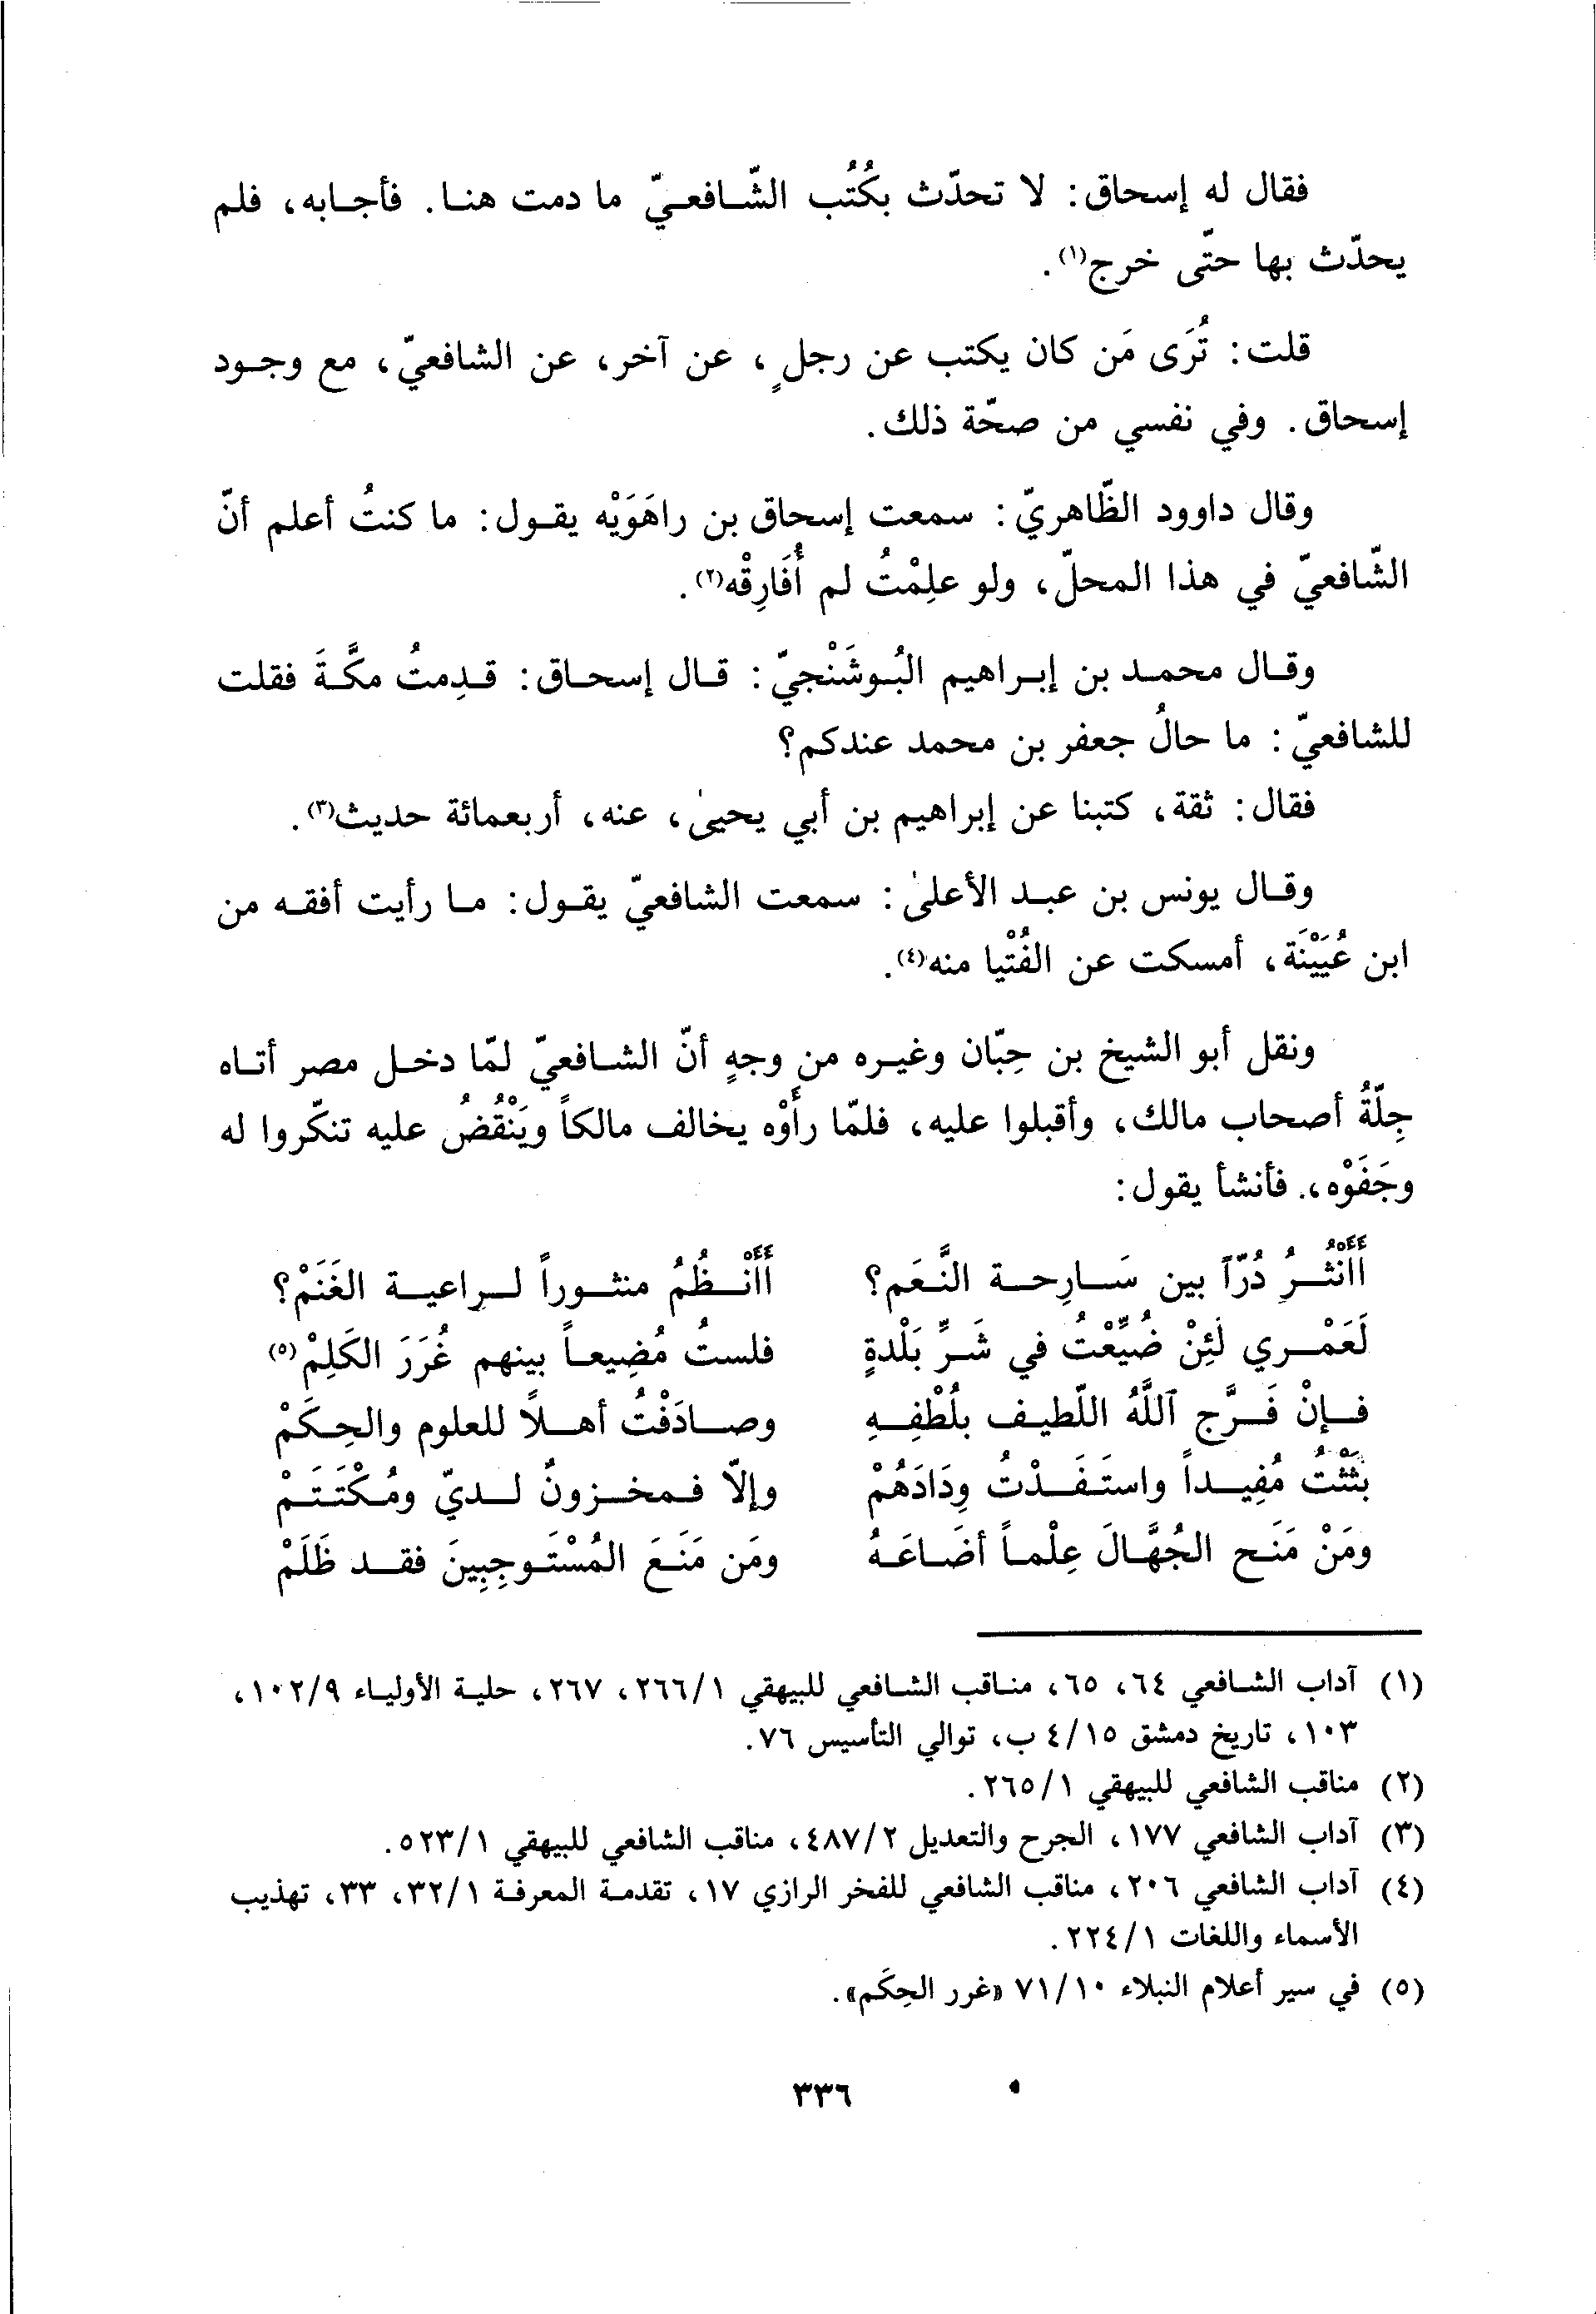 فقال له إسحاق: لا تحدّث بكُتُب الشّافعيّ ما دمت هنا. فأجابه، فلم
يحدّث بها حتّى خرج(١).
قلت: تُرَى مَن كان يكتب عن رجلٍ، عن آخر، عن الشافعيّ، مع وجود
إسحاق. وفي نفسي من صحّة ذلك.
وقال داوود الظّاهريّ: سمعت إسحاق بن راهَوَيْه يقول: ما كنتُ أعلم أنّ
الشّافعيّ في هذا المحلّ، ولو علِمْتُ لم أُفَارِقْه(٢).
وقال محمد بن إبراهيم البُوشَنْجيّ: قال إسحاق: قدِمتُ مكَّةَ فقلت
للشافعيّ: ما حالُ جعفر بن محمد عندكم؟
فقال: ثقة، كتبنا عن إبراهيم بن أبي يحيىٰ، عنه، أربعمائة حديث(٣).
وقال يونس بن عبد الأعلىٰ: سمعت الشافعيّ يقول: ما رأيت أفقه من
ابن عُيَيْنَة، أمسكت عن الفُتْيا منه(٤).
ونقل أبو الشيخ بن حِبّان وغيره من وجهٍ أنّ الشافعيّ لمّا دخل مصر أتاه
جِلّةُ أصحاب مالك، وأقبلوا عليه، فلمّا رأَوْه يخالف مالكاً ويَنْقُضُ عليه تنكّروا له
وجَفَوْه، فأنشأ يقول:
أَأَنْثُرُ دُرّاً بين سَارِحة النَّعَم؟ أَأَنْظُمُ منثوراً لراعية الغَنَمْ؟
لَعَمْري لَئِنْ ضُيِّعْتُ في شَرِّ بَلْدةٍ فلستُ مُضِيعاً بينهم غُرَرَ الكَلِمْ(٥)
فإنْ فَرَّج ٱللَّهُ اللّطيف بلُطْفِهِ وصادَفْتُ أهلاً للعلوم والحِكَمْ
بثَثْتُ مُفِيداً واستَفَدْتُ وِدَادَهُمْ وإلاّ فمخزونٌ لديّ ومُكْتَتَمْ
ومَنْ مَنَح الجُهَّالَ عِلْماً أضَاعَهُ ومَن مَنَعَ المُسْتَوجِبِينَ فقد ظَلَمْ
(١) آداب الشافعي ٦٤، ٦٥، مناقب الشافعي للبيهقي ٢٦٦/١، ٢٦٧، حلية الأولياء ١٠٢/٩،
١٠٣، تاريخ دمشق ٤/١٥ ب، توالي التأسيس ٧٦.
(٢) مناقب الشافعي للبيهقي ٢٦٥/١.
(٣) آداب الشافعي ١٧٧، الجرح والتعديل ٤٨٧/٢، مناقب الشافعي للبيهقي ٥٢٣/١.
(٤) آداب الشافعي ٢٠٦، مناقب الشافعي للفخر الرازي ١٧، تقدمة المعرفة ٣٢/١، ٣٣، تهذيب
الأسماء واللغات ٢٢٤/١.
(٥) في سير أعلام النبلاء ٧١/١٠ «غرر الحِكَم».
٣٣٦